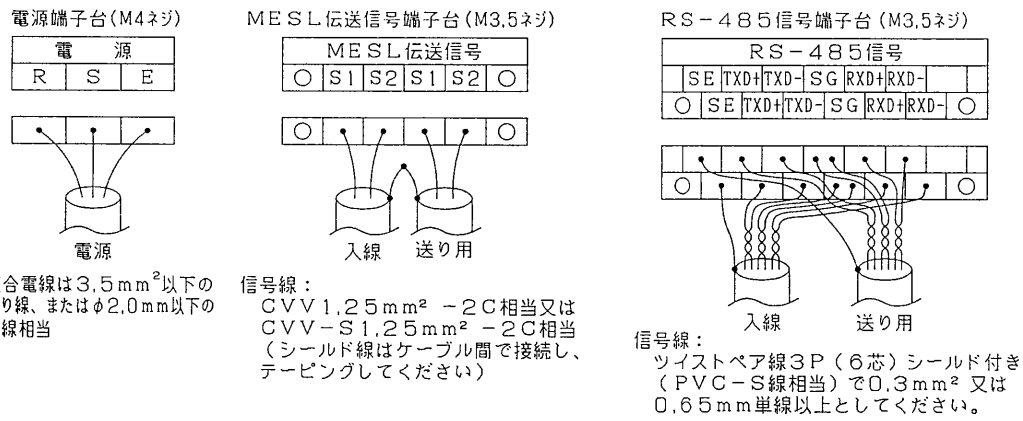 電源端子台(M4ネジ)
電 源
R S E
電源
合電線は3.5mm²以下の
り線、またはφ2.0mm以下の
線相当
MESL伝送信号端子台(M3.5ネジ)
MESL伝送信号
○ S1 S2 S1 S2 ○
入線 送り用
信号線：
CVV1.25mm² −2C相当又は
CVV−S1.25mm² −2C相当
(シールド線はケーブル間で接続し、
テーピングしてください)
RS−485信号端子台(M3.5ネジ)
RS−485信号
SE TXD+ TXD- SG RXD+ RXD-
○ SE TXD+ TXD- SG RXD+ RXD- ○
入線 送り用
信号線：
ツイストペア線3P(6芯)シールド付き
(PVC−S線相当)で0.3mm² 又は
0.65mm単線以上としてください。